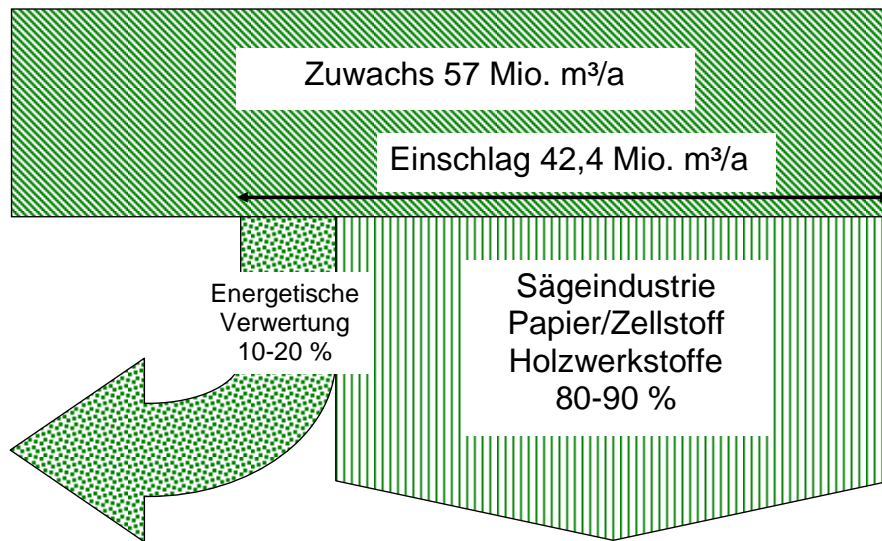 Zuwachs 57 Mio. m³/a
Einschlag 42,4 Mio. m³/a
Energetische
Verwertung
10-20 %
Sägeindustrie
Papier/Zellstoff
Holzwerkstoffe
80-90 %